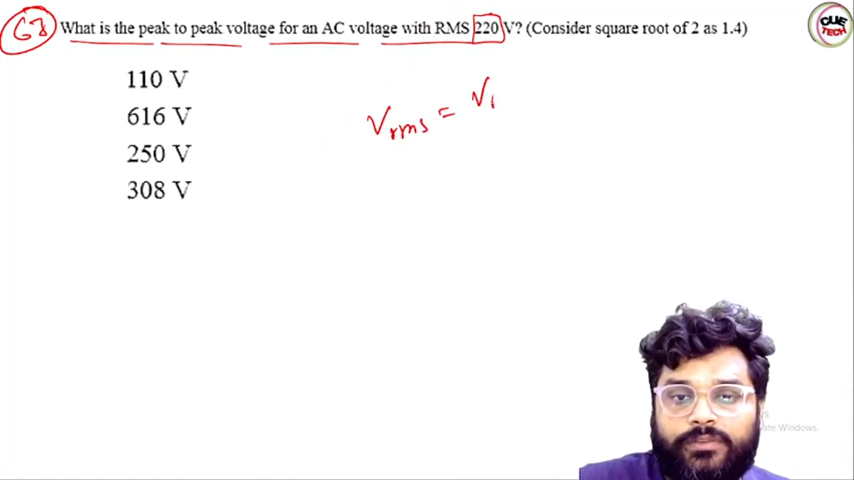 63 What is the peak to peak voltage for an AC voltage with RMS 220 V? (Consider square root of 2 as 1.4)
CUE
TECH
110 V
616 V
250 V
308 V
Vrms = V